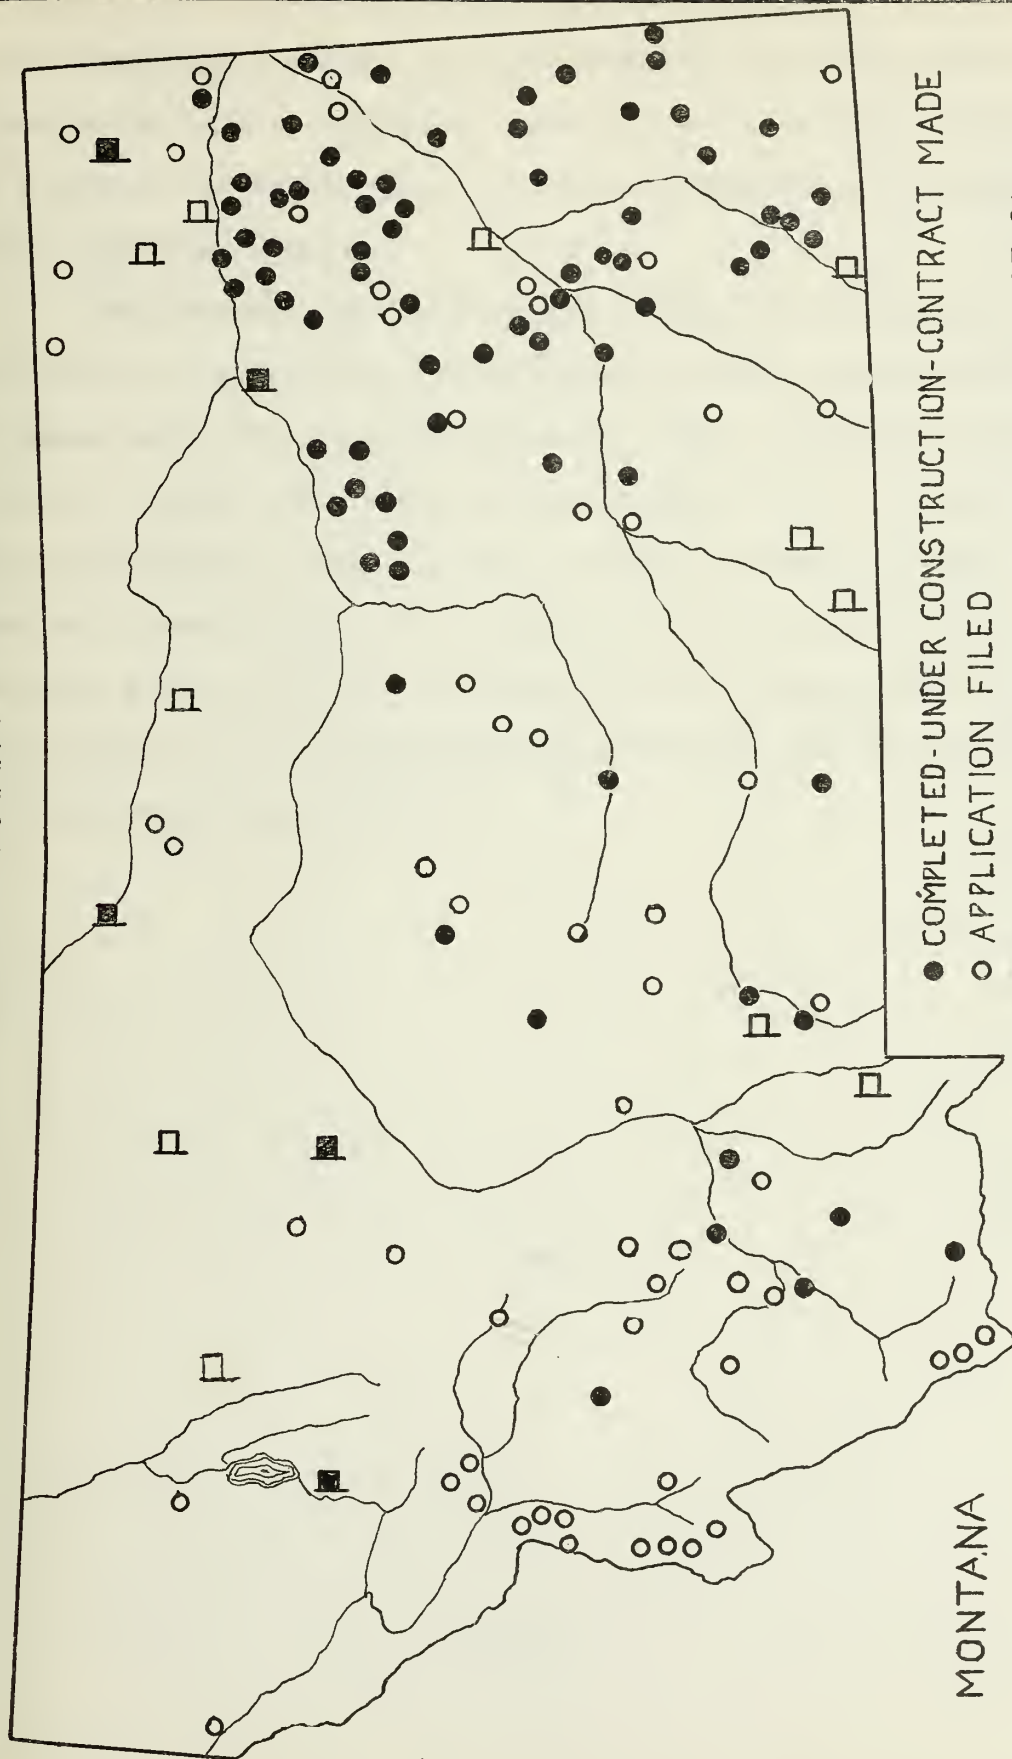 MONTANA
● COMPLETED-UNDER CONSTRUCTION-CONTRACT MADE
○ APPLICATION FILED